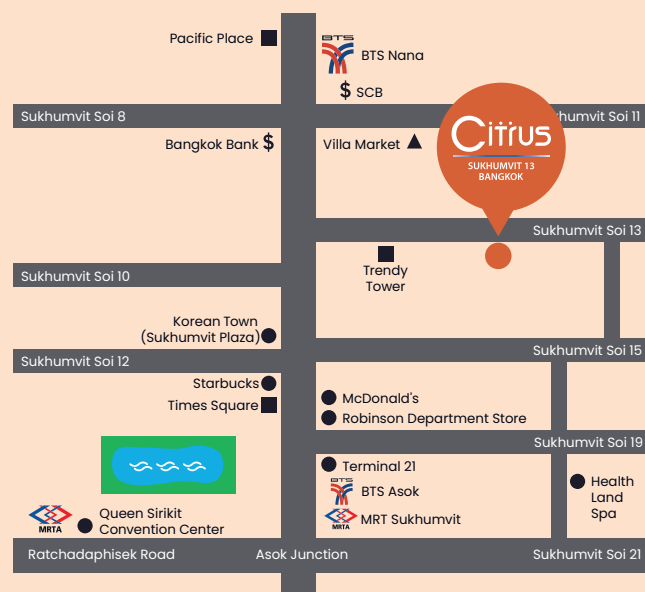 Pacific Place
BTS
BTS Nana
$ SCB
Sukhumvit Soi 8
humvit Soi 11
Bangkok Bank $
Villa Market
Citrus
SUKHUMVIT 13
BANGKOK
Sukhumvit Soi 13
Trendy
Tower
Sukhumvit Soi 10
Korean Town
(Sukhumvit Plaza)
Sukhumvit Soi 15
Sukhumvit Soi 12
Starbucks
Times Square
McDonald's
Robinson Department Store
Sukhumvit Soi 19
Terminal 21
BTS
BTS Asok
Health
Land
Spa
MRTA
Queen Sirikit
Convention Center
MRTA
MRT Sukhumvit
Ratchadaphisek Road
Asok Junction
Sukhumvit Soi 21